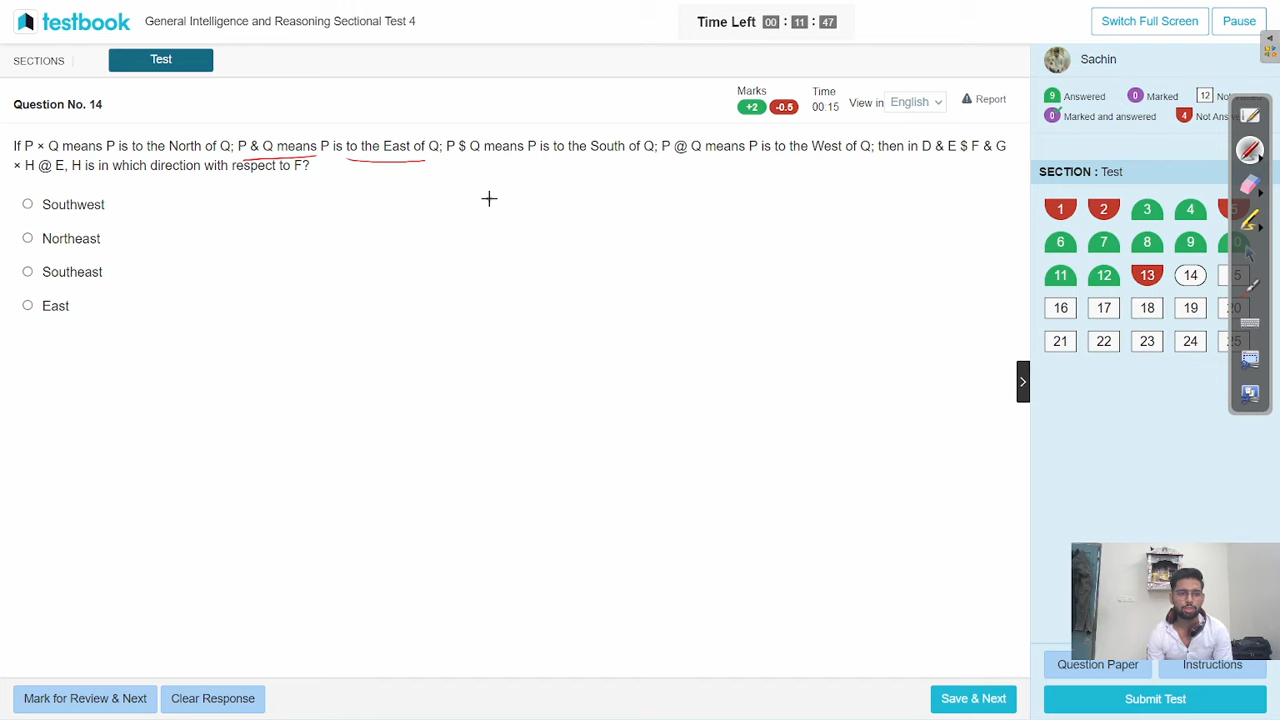 testbook
General Intelligence and Reasoning Sectional Test 4
Time Left 00 : 11 : 47
Switch Full Screen
Pause
SECTIONS
Test
Sachin
Question No. 14
Marks
+2 -0.5
Time
00:15
View in English
Report
9 Answered
0 Marked
12
0 Marked and answered
4
If P × Q means P is to the North of Q; P & Q means P is to the East of Q; P $ Q means P is to the South of Q; P @ Q means P is to the West of Q; then in D & E $ F & G
× H @ E, H is in which direction with respect to F?
Southwest
Northeast
Southeast
East
SECTION : Test
1 2 3 4 5
6 7 8 9
11 12 13 14 5
16 17 18 19 20
21 22 23 24 25
Question Paper
Instructions
Mark for Review & Next
Clear Response
Save & Next
Submit Test